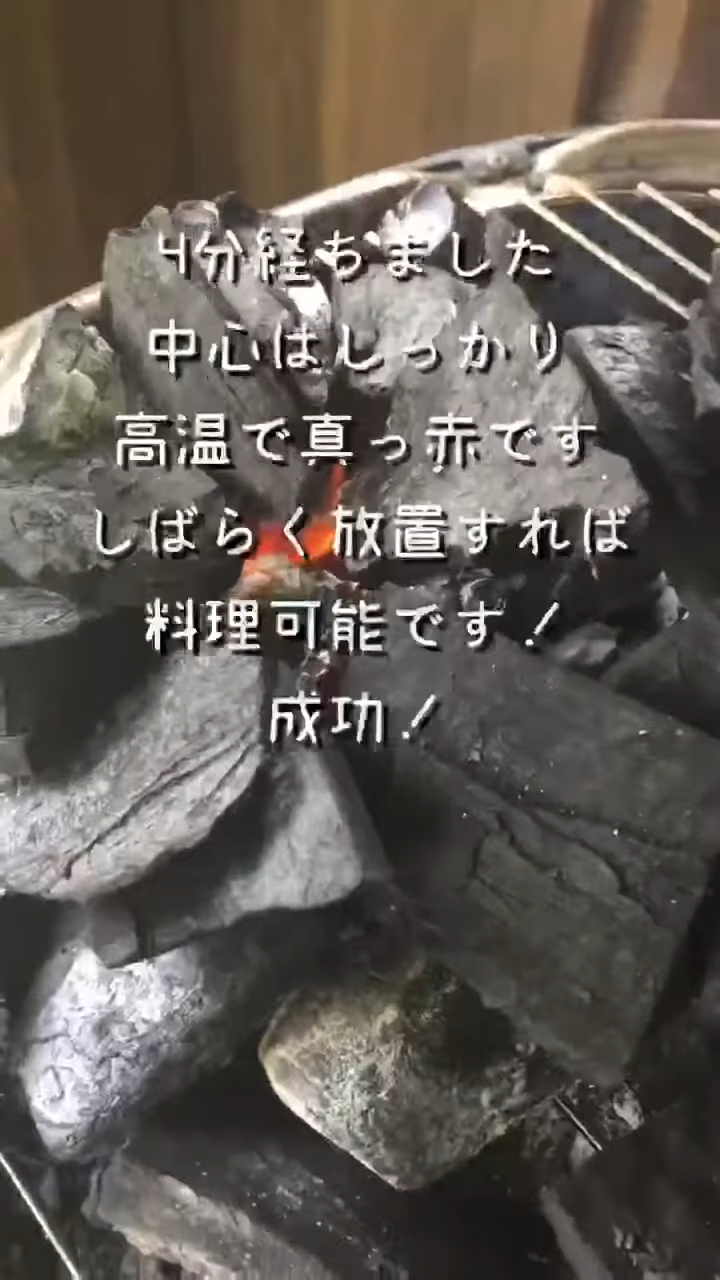 4分経ちました
中心はしっかり
高温で真っ赤です
しばらく放置すれば
料理可能です！
成功！